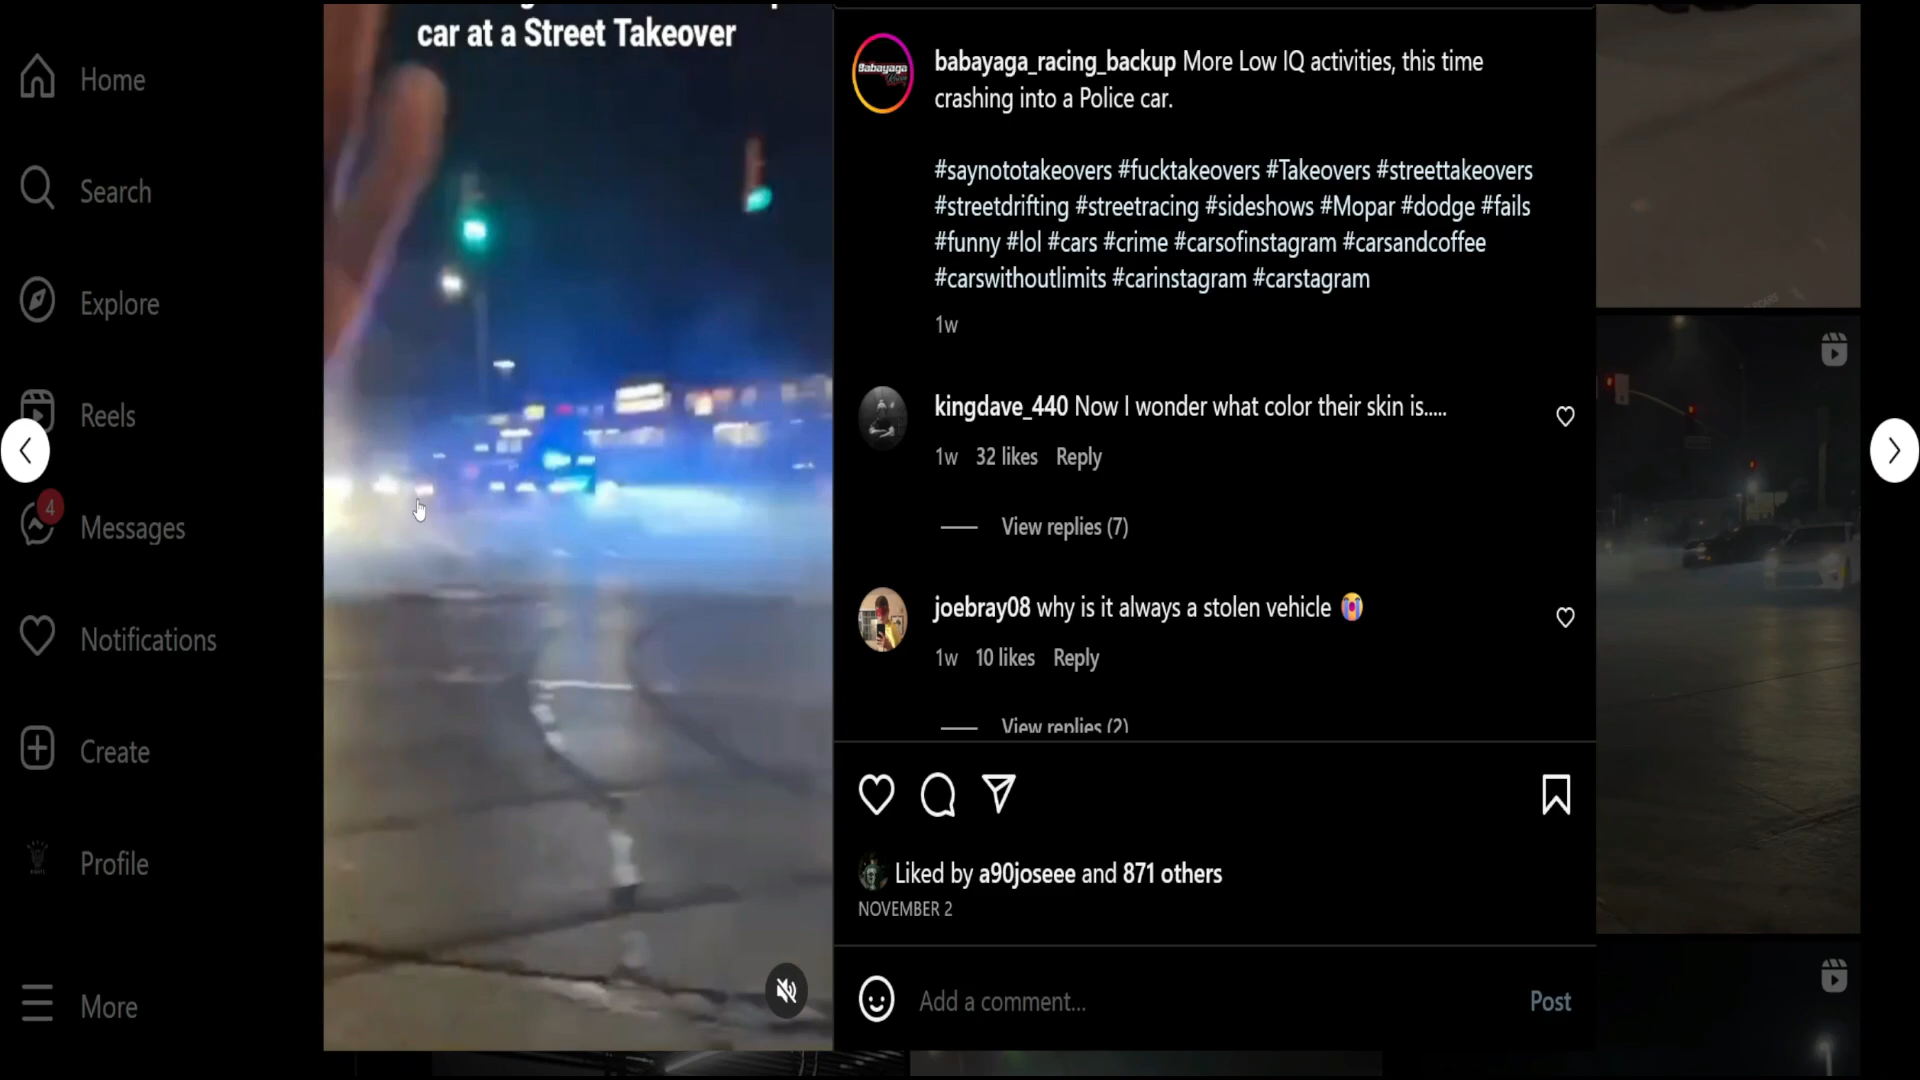 car at a Street Takeover
Home
Search
Explore
Reels
4
Messages
Notifications
Create
Profile
More
Babayaga
babayaga_racing_backup More Low IQ activities, this time
crashing into a Police car.
#saynototakeovers #fucktakeovers #Takeovers #streettakeovers
#streetdrifting #streetracing #sideshows #Mopar #dodge #fails
#funny #lol #cars #crime #carsofinstagram #carsandcoffee
#carswithoutlimits #carinstagram #carstagram
1w
kingdave_440 Now I wonder what color their skin is.....
1w 32 likes Reply
View replies (7)
joebray08 why is it always a stolen vehicle 😭
1w 10 likes Reply
View replies (2)
Liked by a90joseee and 871 others
NOVEMBER 2
Add a comment...
Post